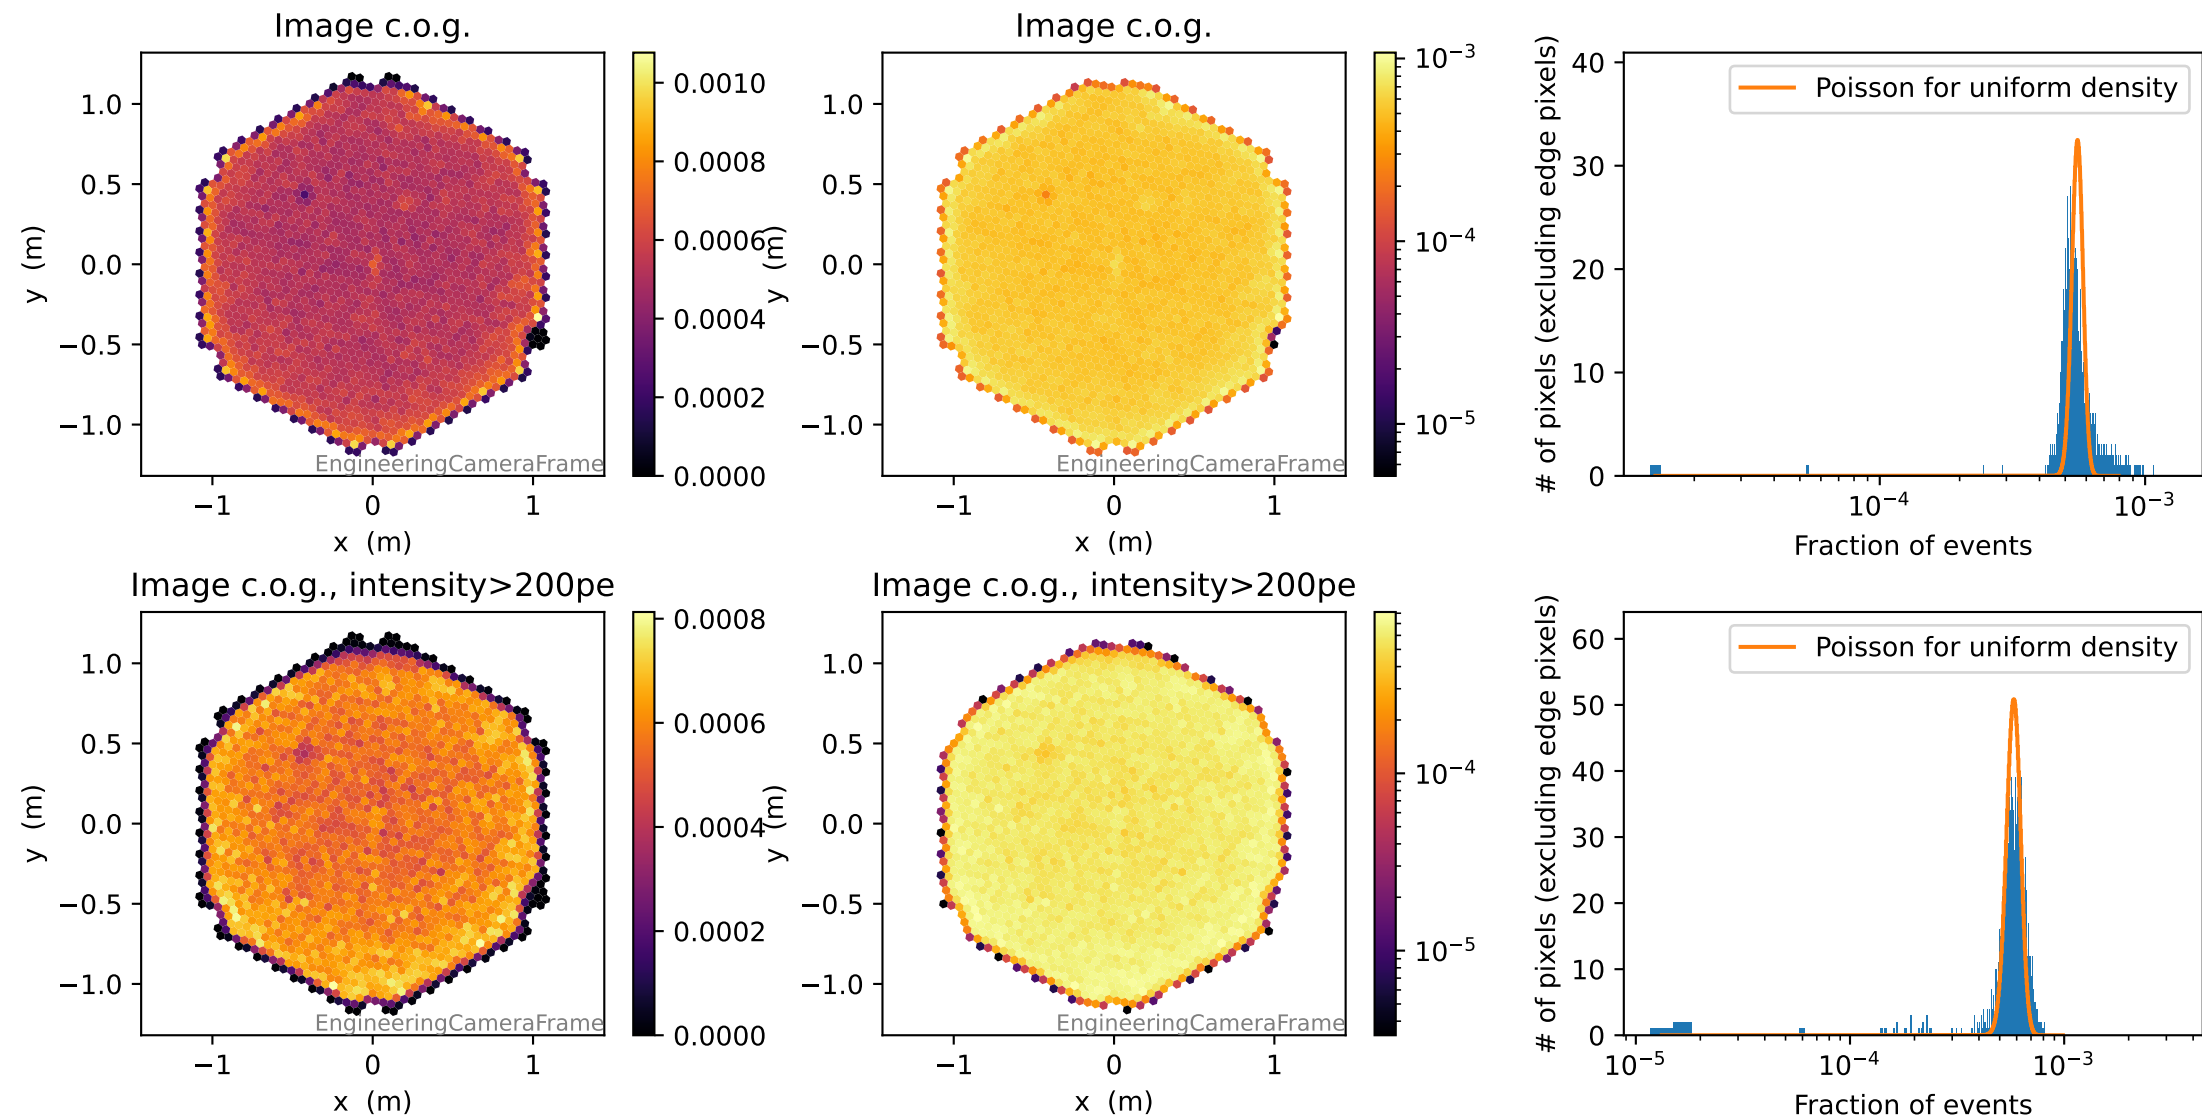 Image c.o.g.
1.0
0.5
0.0
−0.5
−1.0
y (m)
−1
0
1
x (m)
EngineeringCameraFrame
0.0010
0.0008
0.0006
0.0004
0.0002
0.0000
Image c.o.g.
1.0
0.5
0.0
−0.5
−1.0
y (m)
−1
0
1
x (m)
EngineeringCameraFrame
10⁻³
10⁻⁴
10⁻⁵
# of pixels (excluding edge pixels)
40
30
20
10
0
Poisson for uniform density
10⁻⁴
10⁻³
Fraction of events
Image c.o.g., intensity>200pe
1.0
0.5
0.0
−0.5
−1.0
y (m)
−1
0
1
x (m)
EngineeringCameraFrame
0.0008
0.0006
0.0004
0.0002
0.0000
Image c.o.g., intensity>200pe
1.0
0.5
0.0
−0.5
−1.0
y (m)
−1
0
1
x (m)
EngineeringCameraFrame
10⁻⁴
10⁻⁵
# of pixels (excluding edge pixels)
60
50
40
30
20
10
0
Poisson for uniform density
10⁻⁵
10⁻⁴
10⁻³
Fraction of events